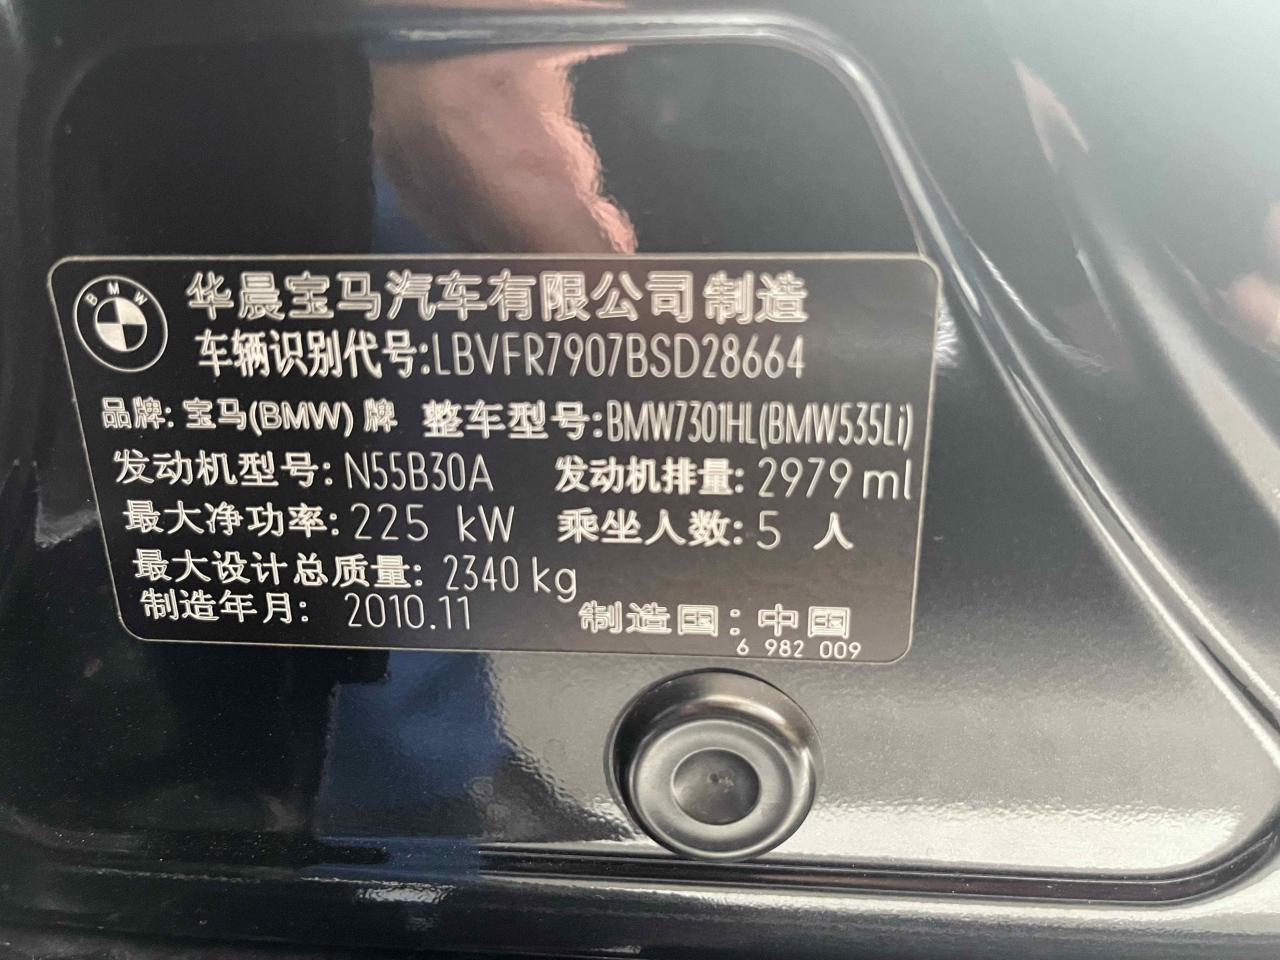 BMW
华晨宝马汽车有限公司制造
车辆识别代号:LBVFR7907BSD28664
品牌: 宝马(BMW) 牌 整车型号:BMW7301HL(BMW535Li)
发动机型号: N55B30A 发动机排量: 2979 ml
最大净功率: 225 kW 乘坐人数: 5 人
最大设计总质量: 2340 kg
制造年月: 2010.11 制造国: 中国
6 982 009